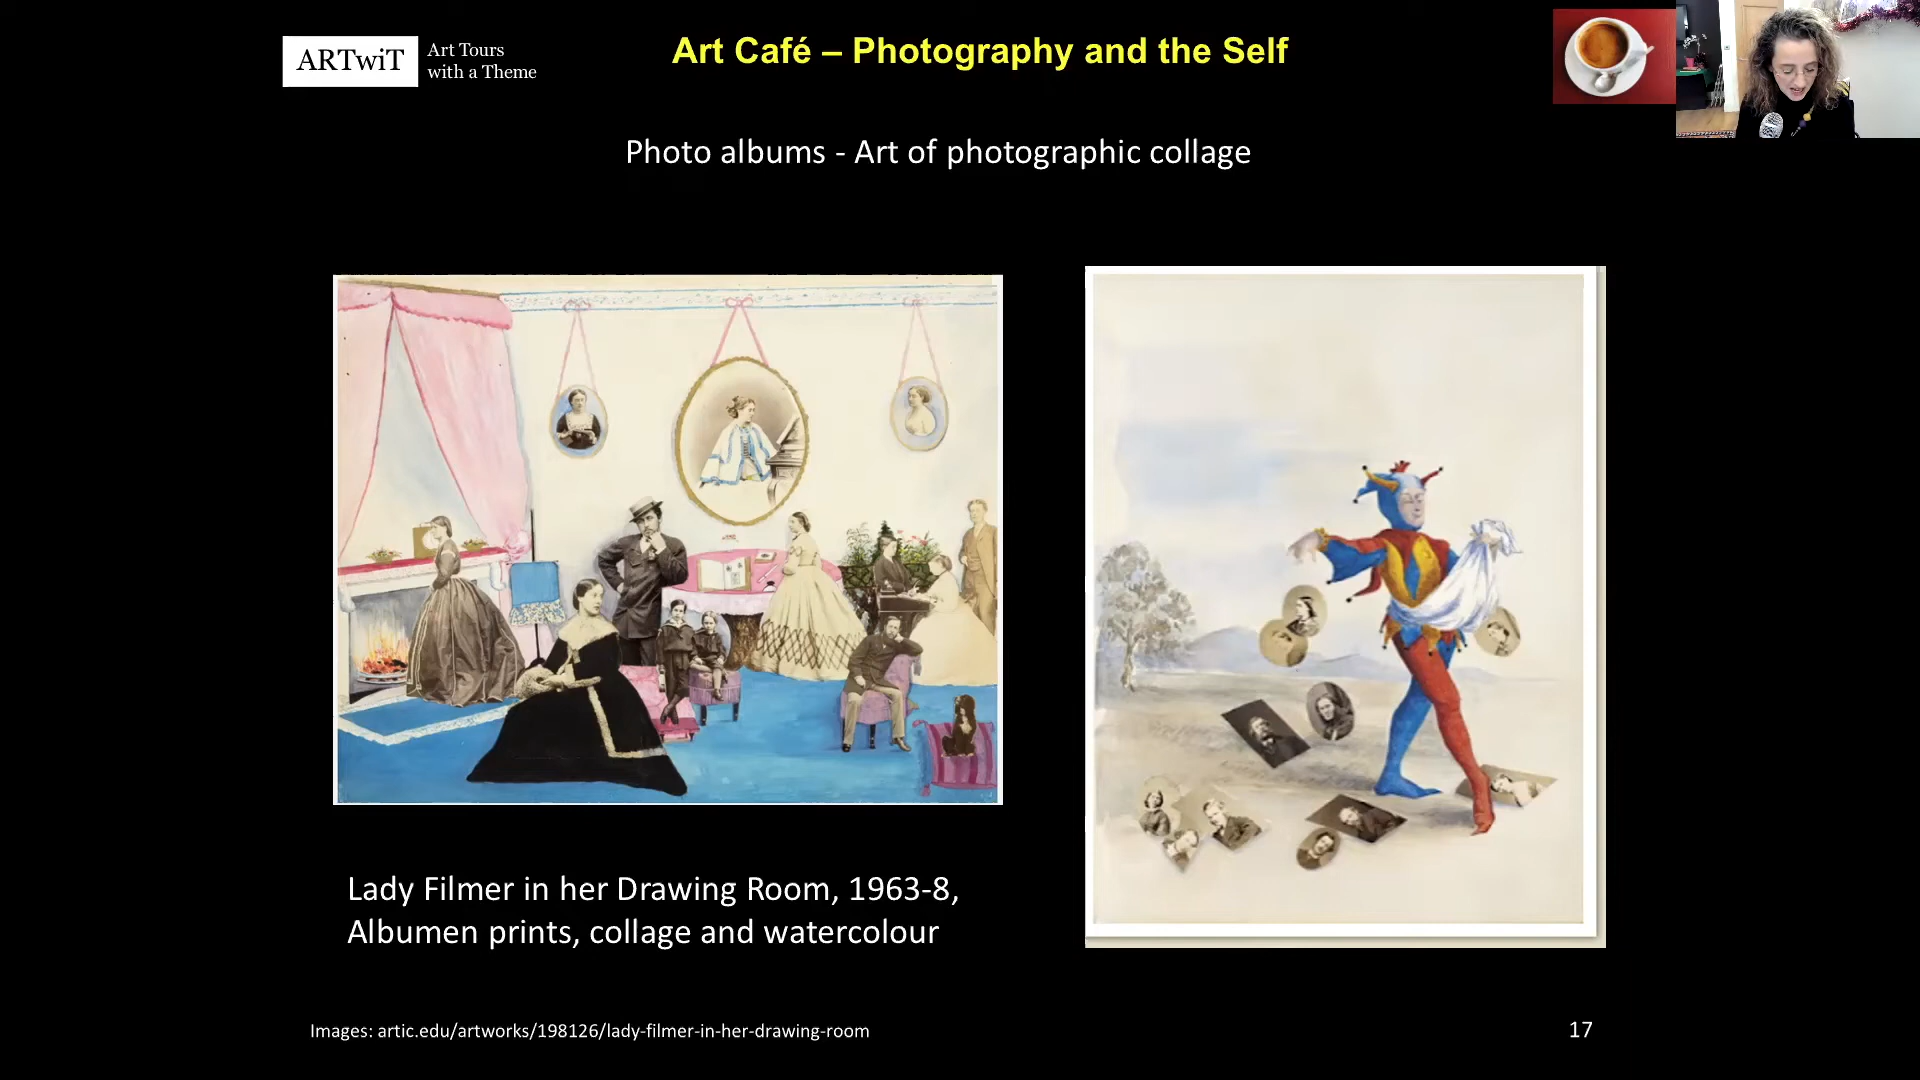 ARTwiT
Art Tours
with a Theme
Art Café – Photography and the Self
Photo albums - Art of photographic collage
Lady Filmer in her Drawing Room, 1963-8,
Albumen prints, collage and watercolour
Images: artic.edu/artworks/198126/lady-filmer-in-her-drawing-room
17